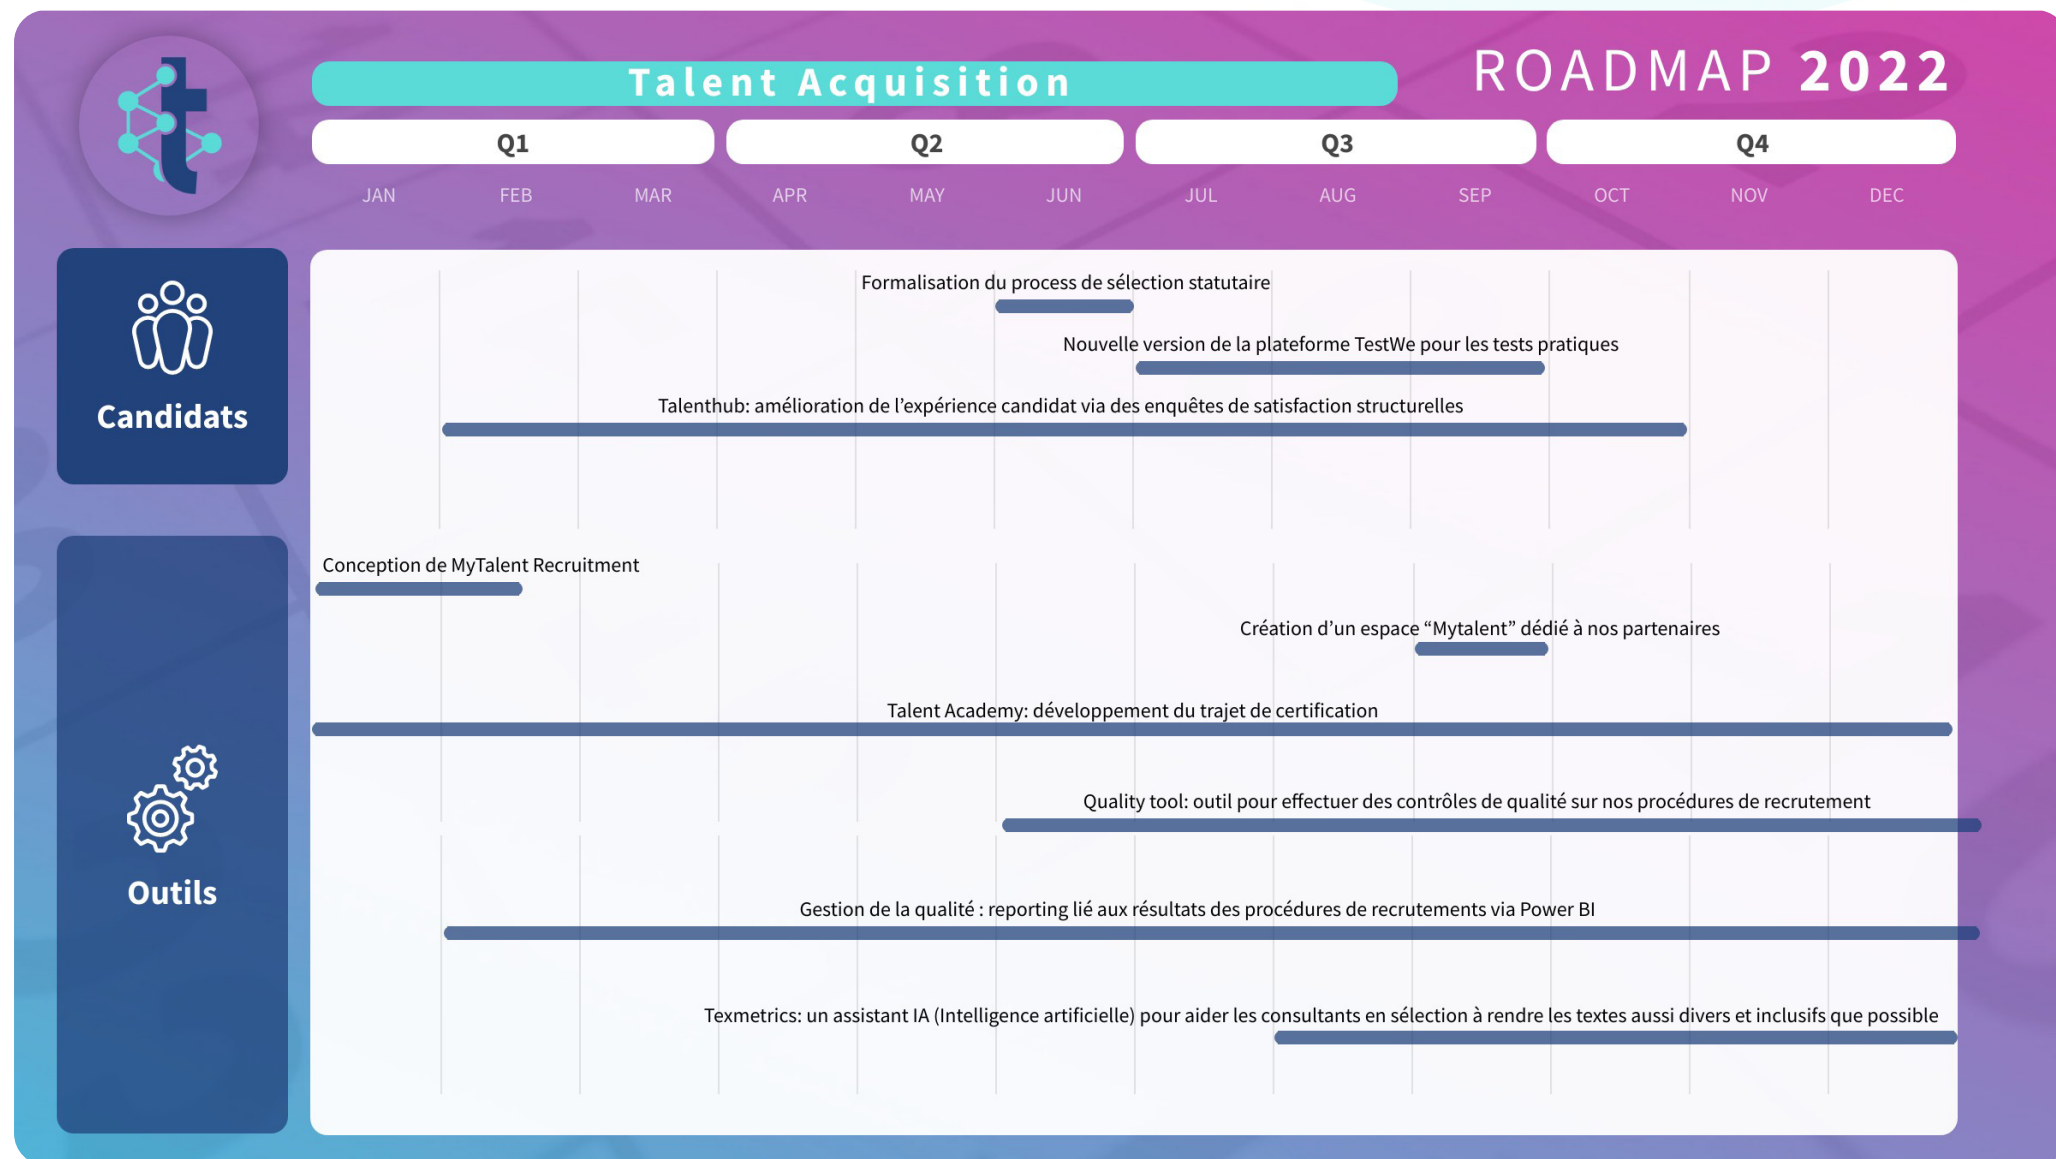 Talent Acquisition
ROADMAP 2022
Q1 Q2 Q3 Q4
JAN FEB MAR APR MAY JUN JUL AUG SEP OCT NOV DEC
Candidats
Formalisation du process de sélection statutaire
Nouvelle version de la plateforme TestWe pour les tests pratiques
Talenthub: amélioration de l’expérience candidat via des enquêtes de satisfaction structurelles
Outils
Conception de MyTalent Recruitment
Création d’un espace “Mytalent” dédié à nos partenaires
Talent Academy: développement du trajet de certification
Quality tool: outil pour effectuer des contrôles de qualité sur nos procédures de recrutement
Gestion de la qualité : reporting lié aux résultats des procédures de recrutements via Power BI
Texmetrics: un assistant IA (Intelligence artificielle) pour aider les consultants en sélection à rendre les textes aussi divers et inclusifs que possible